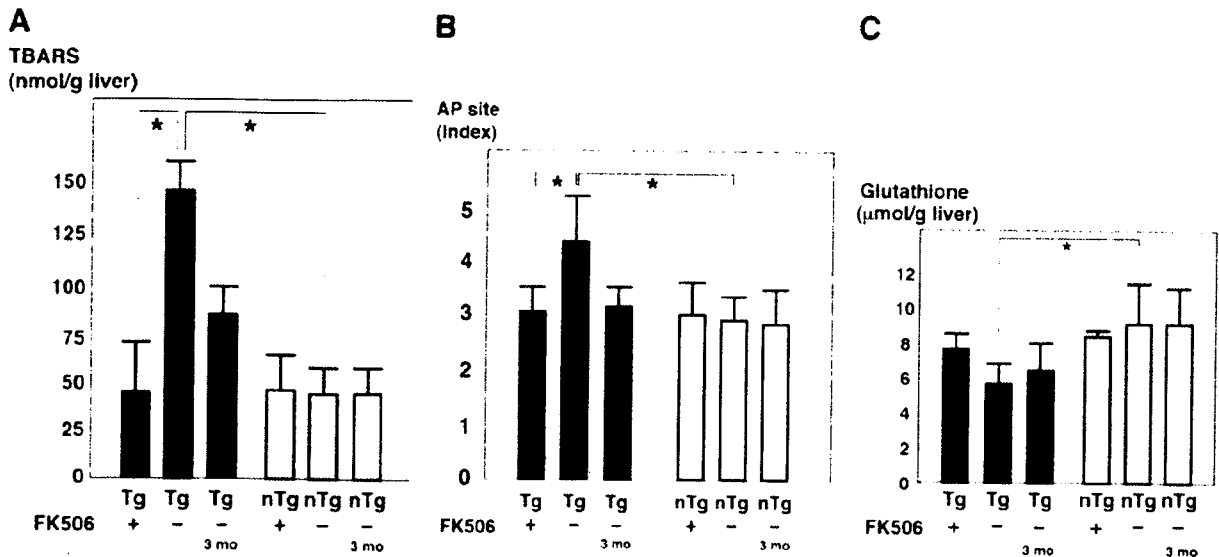 A
TBARS
(nmol/g liver)
* *
150
125
100
75
50
25
0
Tg Tg Tg nTg nTg nTg
FK506 + − − + − −
3 mo 3 mo
B
AP site
(Index)
* *
5
4
3
2
1
0
Tg Tg Tg nTg nTg nTg
FK506 + − − + − −
3 mo 3 mo
C
Glutathione
(μmol/g liver)
*
12
10
8
6
4
2
0
Tg Tg Tg nTg nTg nTg
FK506 + − − + − −
3 mo 3 mo